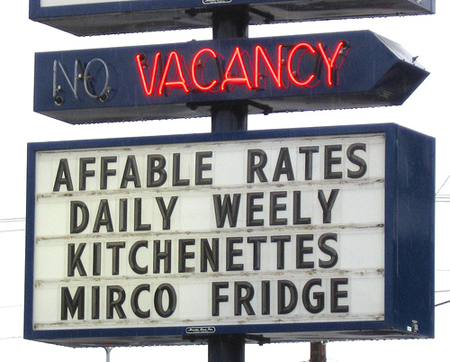 NO VACANCY
AFFABLE RATES
DAILY WEELY
KITCHENETTES
MIRCO FRIDGE